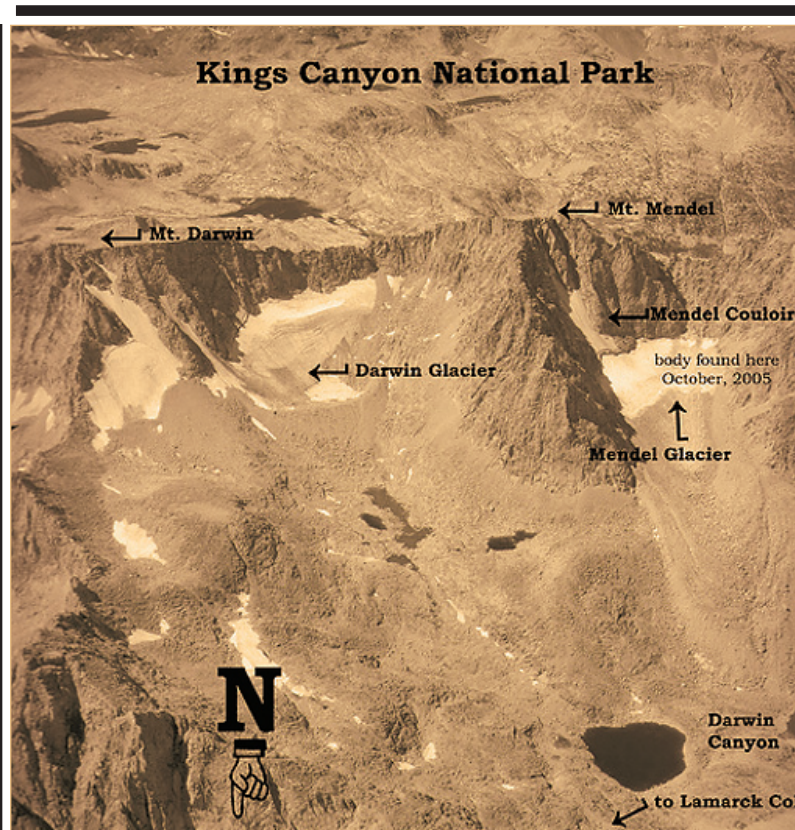 Kings Canyon National Park
Mt. Mendel
Mt. Darwin
Mendel Couloir
body found here
October, 2005
Darwin Glacier
Mendel Glacier
N
Darwin
Canyon
to Lamarck Col